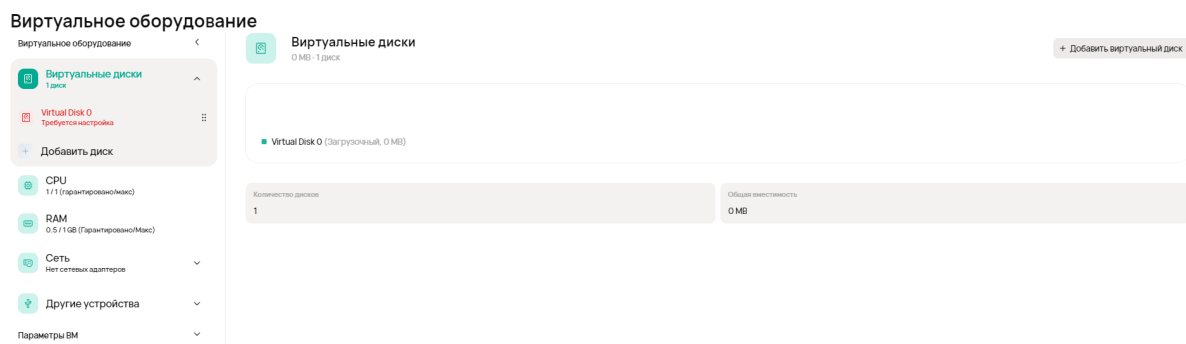 Виртуальное оборудование
Виртуальное оборудование
Виртуальные диски
1 диск
Virtual Disk 0
Требуется настройка
Добавить диск
CPU
1 / 1 (гарантировано/макс)
RAM
0.5 / 1 GB (Гарантировано/Макс)
Сеть
Нет сетевых адаптеров
Другие устройства
Параметры ВМ
Виртуальные диски
0 MB · 1 диск
+ Добавить виртуальный диск
Virtual Disk 0 (Загрузочный, 0 MB)
Количество дисков
1
Общая вместимость
0 MB